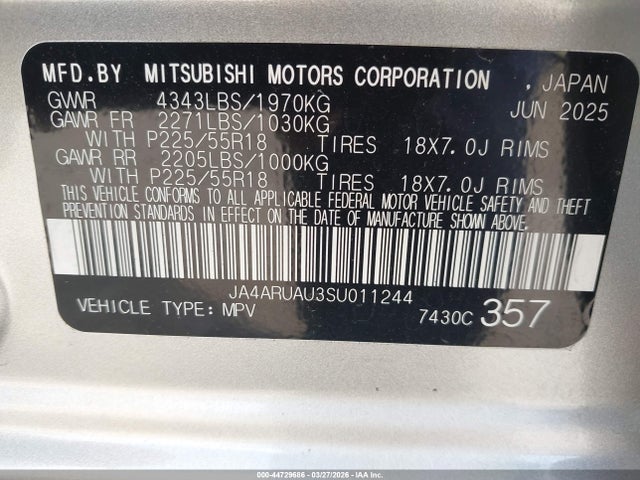 MFD.BY MITSUBISHI MOTORS CORPORATION , JAPAN
GVWR 4343LBS/1970KG JUN 2025
GAWR FR 2271LBS/1030KG
WITH P225/55R18 TIRES 18X7.0J RIMS
GAWR RR 2205LBS/1000KG
WITH P225/55R18 TIRES 18X7.0J RIMS
THIS VEHICLE CONFORMS TO ALL APPLICABLE FEDERAL MOTOR VEHICLE SAFETY AND THEFT
PREVENTION STANDARDS IN EFFECT ON THE DATE OF MANUFACTURE SHOWN ABOVE.
JA4ARUAU3SU011244
VEHICLE TYPE: MPV 7430C 357
000-44729686 - 03/27/2026 - IAAI.COM